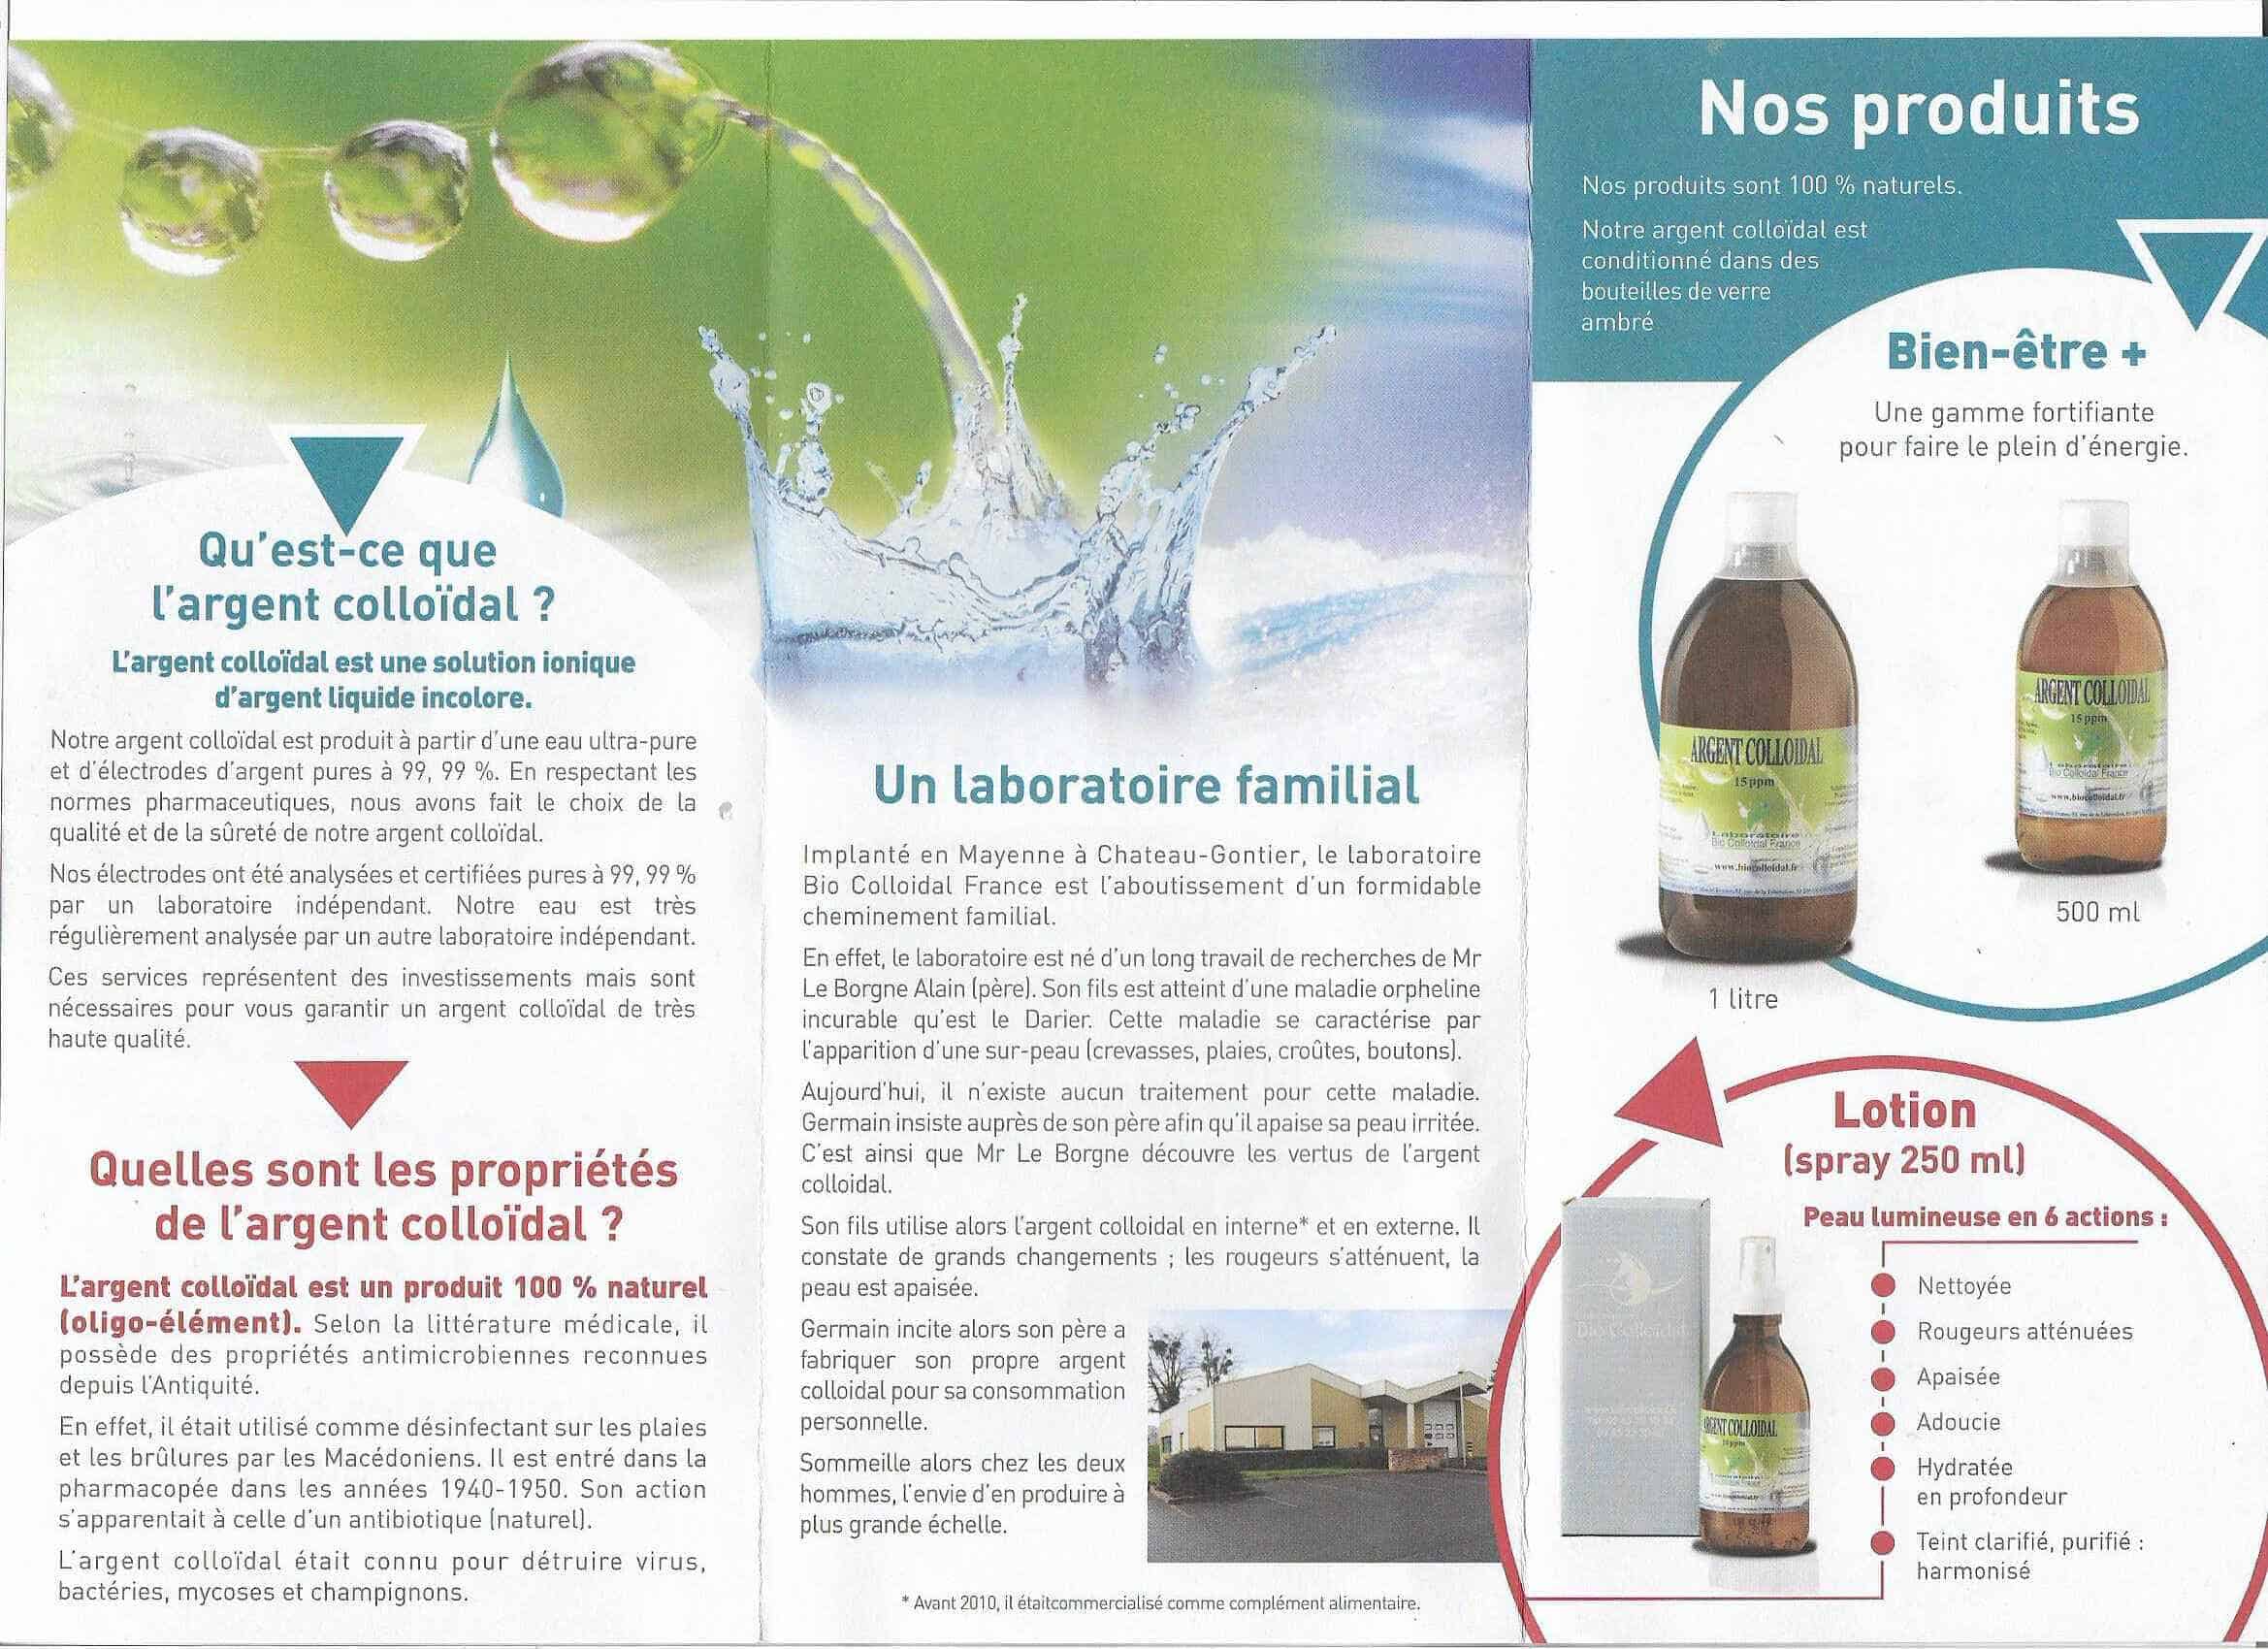 Qu'est-ce que
l'argent colloïdal ?
L'argent colloïdal est une solution ionique
d'argent liquide incolore.
Notre argent colloïdal est produit à partir d'une eau ultra-pure
et d'électrodes d'argent pures à 99, 99 %. En respectant les
normes pharmaceutiques, nous avons fait le choix de la
qualité et de la sûreté de notre argent colloïdal.
Nos électrodes ont été analysées et certifiées pures à 99, 99 %
par un laboratoire indépendant. Notre eau est très
régulièrement analysée par un autre laboratoire indépendant.
Ces services représentent des investissements mais sont
nécessaires pour vous garantir un argent colloïdal de très
haute qualité.
Quelles sont les propriétés
de l'argent colloïdal ?
L'argent colloïdal est un produit 100 % naturel
(oligo-élément). Selon la littérature médicale, il
possède des propriétés antimicrobiennes reconnues
depuis l'Antiquité.
En effet, il était utilisé comme désinfectant sur les plaies
et les brûlures par les Macédoniens. Il est entré dans la
pharmacopée dans les années 1940-1950. Son action
s'apparentait à celle d'un antibiotique (naturel).
L'argent colloïdal était connu pour détruire virus,
bactéries, mycoses et champignons.
Un laboratoire familial
Implanté en Mayenne à Chateau-Gontier, le laboratoire
Bio Colloidal France est l'aboutissement d'un formidable
cheminement familial.
En effet, le laboratoire est né d'un long travail de recherches de Mr
Le Borgne Alain (père). Son fils est atteint d'une maladie orpheline
incurable qu'est le Darier. Cette maladie se caractérise par
l'apparition d'une sur-peau (crevasses, plaies, croûtes, boutons).
Aujourd'hui, il n'existe aucun traitement pour cette maladie.
Germain insiste auprès de son père afin qu'il apaise sa peau irritée.
C'est ainsi que Mr Le Borgne découvre les vertus de l'argent
colloidal.
Son fils utilise alors l'argent colloidal en interne* et en externe. Il
constate de grands changements ; les rougeurs s'atténuent, la
peau est apaisée.
Germain incite alors son père a
fabriquer son propre argent
colloidal pour sa consommation
personnelle.
Sommeille alors chez les deux
hommes, l'envie d'en produire à
plus grande échelle.
* Avant 2010, il étaitcommercialisé comme complément alimentaire.
Nos produits
Nos produits sont 100 % naturels.
Notre argent colloïdal est
conditionné dans des
bouteilles de verre
ambré
Bien-être +
Une gamme fortifiante
pour faire le plein d'énergie.
ARGENT COLLOIDAL
15 ppm
Laboratoire
Bio Colloidal France
www.biocolloidal.fr
1 litre
ARGENT COLLOIDAL
15 ppm
Laboratoire
Bio Colloidal France
www.biocolloidal.fr
500 ml
Lotion
(spray 250 ml)
Peau lumineuse en 6 actions :
Nettoyée
Rougeurs atténuées
Apaisée
Adoucie
Hydratée
en profondeur
Teint clarifié, purifié :
harmonisé
Bio Colloidal
ARGENT COLLOIDAL